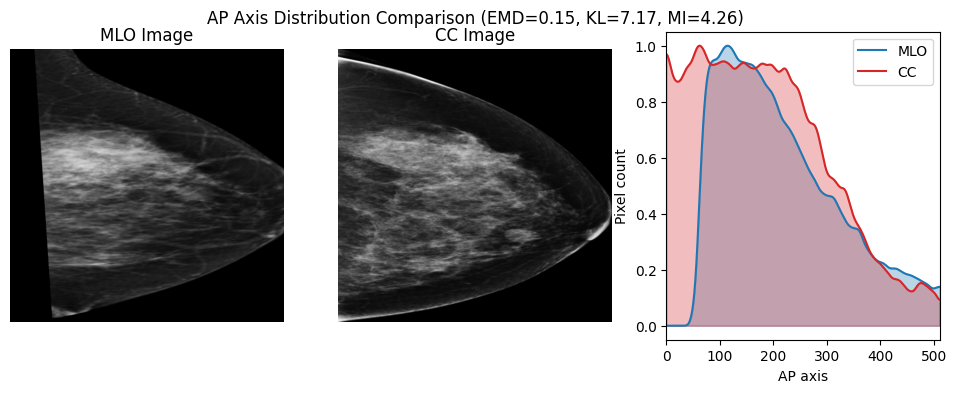 AP Axis Distribution Comparison (EMD=0.15, KL=7.17, MI=4.26)
MLO Image
CC Image
MLO
CC
1.0
0.8
0.6
0.4
0.2
0.0
Pixel count
0
100
200
300
400
500
AP axis